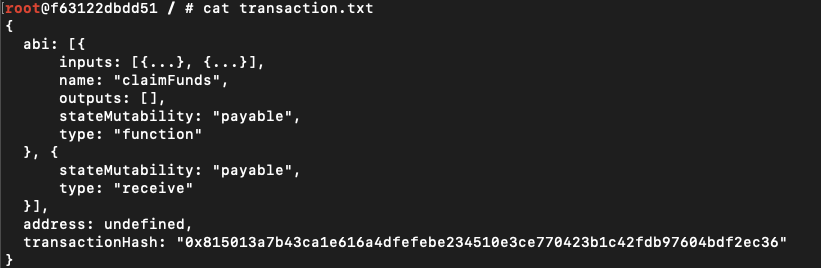 root@f63122dbdd51 / # cat transaction.txt
{
  abi: [{
      inputs: [{...}, {...}],
      name: "claimFunds",
      outputs: [],
      stateMutability: "payable",
      type: "function"
  }, {
      stateMutability: "payable",
      type: "receive"
  }],
  address: undefined,
  transactionHash: "0x815013a7b43ca1e616a4dfefebe234510e3ce770423b1c42fdb97604bdf2ec36"
}